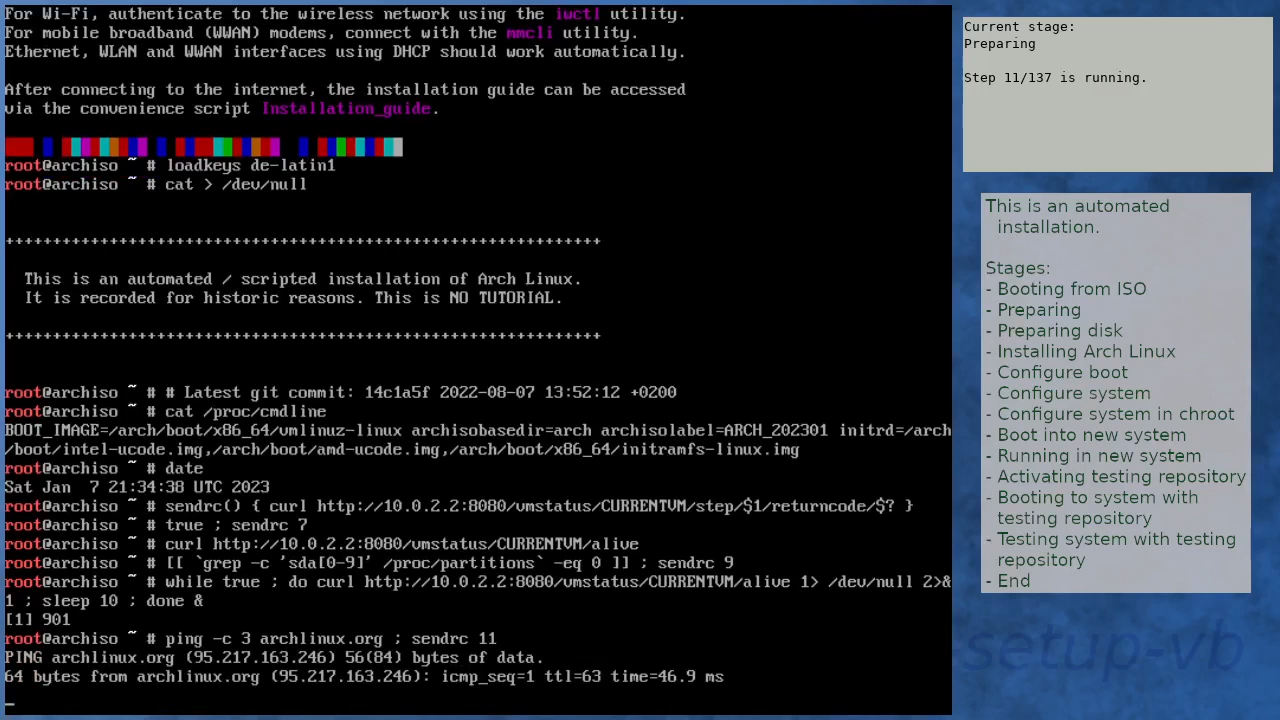 For Wi-Fi, authenticate to the wireless network using the iwctl utility.
For mobile broadband (WWAN) modems, connect with the mmcli utility.
Ethernet, WLAN and WWAN interfaces using DHCP should work automatically.
After connecting to the internet, the installation guide can be accessed
via the convenience script Installation_guide.
root@archiso ~ # loadkeys de-latin1
root@archiso ~ # cat > /dev/null
+++++++++++++++++++++++++++++++++++++++++++++++++++++++++++++++
This is an automated / scripted installation of Arch Linux.
It is recorded for historic reasons. This is NO TUTORIAL.
+++++++++++++++++++++++++++++++++++++++++++++++++++++++++++++++
root@archiso ~ # # Latest git commit: 14c1a5f 2022-08-07 13:52:12 +0200
root@archiso ~ # cat /proc/cmdline
BOOT_IMAGE=/arch/boot/x86_64/vmlinuz-linux archisobasedir=arch archisolabel=ARCH_202301 initrd=/arch
/boot/intel-ucode.img,/arch/boot/amd-ucode.img,/arch/boot/x86_64/initramfs-linux.img
root@archiso ~ # date
Sat Jan  7 21:34:38 UTC 2023
root@archiso ~ # sendrc() { curl http://10.0.2.2:8080/vmstatus/CURRENTVM/step/$1/returncode/$? }
root@archiso ~ # true ; sendrc 7
root@archiso ~ # curl http://10.0.2.2:8080/vmstatus/CURRENTVM/alive
root@archiso ~ # [[ `grep -c 'sda[0-9]' /proc/partitions` -eq 0 ]] ; sendrc 9
root@archiso ~ # while true ; do curl http://10.0.2.2:8080/vmstatus/CURRENTVM/alive 1> /dev/null 2>&
1 ; sleep 10 ; done &
[1] 901
root@archiso ~ # ping -c 3 archlinux.org ; sendrc 11
PING archlinux.org (95.217.163.246) 56(84) bytes of data.
64 bytes from archlinux.org (95.217.163.246): icmp_seq=1 ttl=63 time=46.9 ms
Current stage:
Preparing
Step 11/137 is running.
This is an automated
installation.
Stages:
- Booting from ISO
- Preparing
- Preparing disk
- Installing Arch Linux
- Configure boot
- Configure system
- Configure system in chroot
- Boot into new system
- Running in new system
- Activating testing repository
- Booting to system with
testing repository
- Testing system with testing
repository
- End
setup-vb